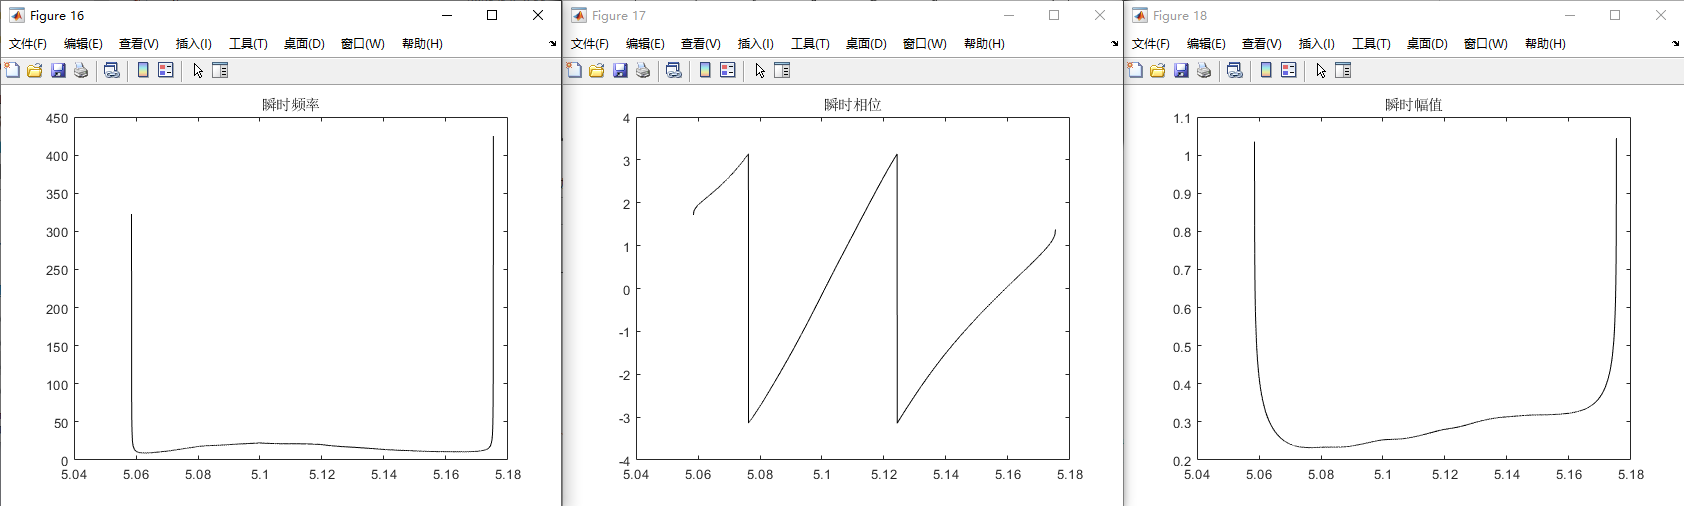 Figure 16
文件(F) 编辑(E) 查看(V) 插入(I) 工具(T) 桌面(D) 窗口(W) 帮助(H)
瞬时频率
450
400
350
300
250
200
150
100
50
0
5.04 5.06 5.08 5.1 5.12 5.14 5.16 5.18
Figure 17
文件(F) 编辑(E) 查看(V) 插入(I) 工具(T) 桌面(D) 窗口(W) 帮助(H)
瞬时相位
4
3
2
1
0
-1
-2
-3
-4
5.04 5.06 5.08 5.1 5.12 5.14 5.16 5.18
Figure 18
文件(F) 编辑(E) 查看(V) 插入(I) 工具(T) 桌面(D) 窗口(W) 帮助(H)
瞬时幅值
1.1
1
0.9
0.8
0.7
0.6
0.5
0.4
0.3
0.2
5.04 5.06 5.08 5.1 5.12 5.14 5.16 5.18